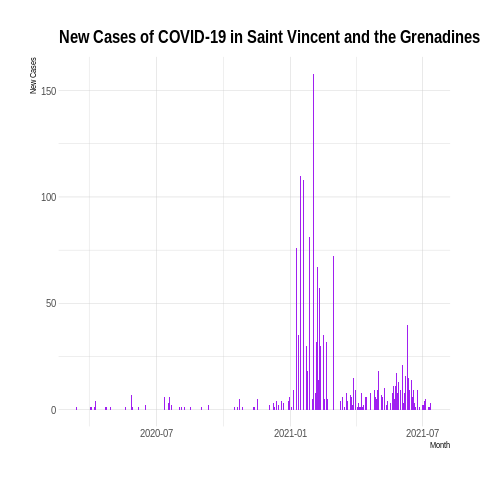 New Cases of COVID-19 in Saint Vincent and the Grenadines
New Cases
150
100
50
0
2020-07
2021-01
2021-07
Month